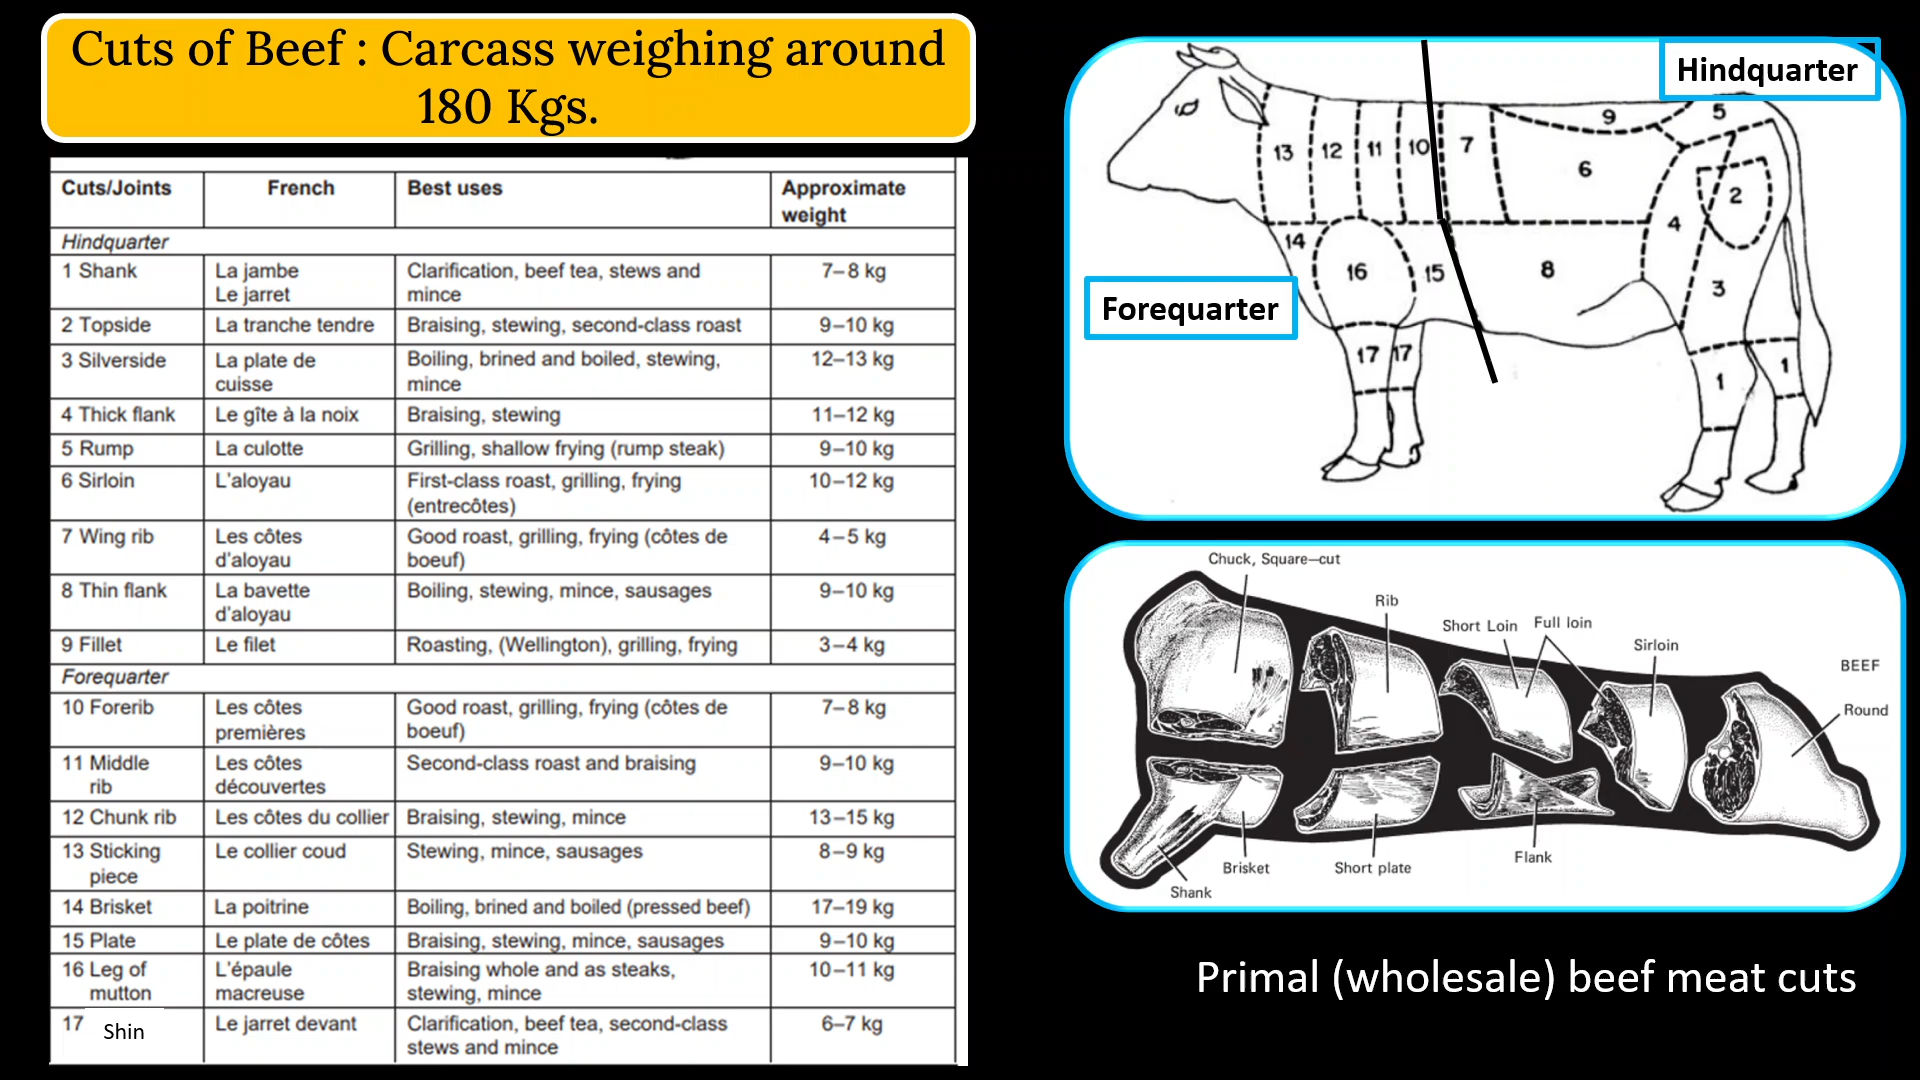 Cuts of Beef : Carcass weighing around
180 Kgs.
Cuts/Joints French Best uses Approximate
weight
Hindquarter
1 Shank La jambe Clarification, beef tea, stews and 7–8 kg
Le jarret mince
2 Topside La tranche tendre Braising, stewing, second-class roast 9–10 kg
3 Silverside La plate de Boiling, brined and boiled, stewing, 12–13 kg
cuisse mince
4 Thick flank Le gîte à la noix Braising, stewing 11–12 kg
5 Rump La culotte Grilling, shallow frying (rump steak) 9–10 kg
6 Sirloin L'aloyau First-class roast, grilling, frying 10–12 kg
(entrecôtes)
7 Wing rib Les côtes Good roast, grilling, frying (côtes de 4–5 kg
d'aloyau boeuf)
8 Thin flank La bavette Boiling, stewing, mince, sausages 9–10 kg
d'aloyau
9 Fillet Le filet Roasting, (Wellington), grilling, frying 3–4 kg
Forequarter
10 Forerib Les côtes Good roast, grilling, frying (côtes de 7–8 kg
premières boeuf)
11 Middle Les côtes Second-class roast and braising 9–10 kg
rib découvertes
12 Chunk rib Les côtes du collier Braising, stewing, mince 13–15 kg
13 Sticking Le collier coud Stewing, mince, sausages 8–9 kg
piece
14 Brisket La poitrine Boiling, brined and boiled (pressed beef) 17–19 kg
15 Plate Le plate de côtes Braising, stewing, mince, sausages 9–10 kg
16 Leg of L'épaule Braising whole and as steaks, 10–11 kg
mutton macreuse stewing, mince
17 Shin Le jarret devant Clarification, beef tea, second-class 6–7 kg
stews and mince
Hindquarter
5
9
13 12 11 10 7
6
2
4
14
16 15 8
3
Forequarter
17 17
1
1
Chuck, Square–cut
Rib
Short Loin Full loin
Sirloin
BEEF
Round
Flank
Brisket Short plate
Shank
Primal (wholesale) beef meat cuts